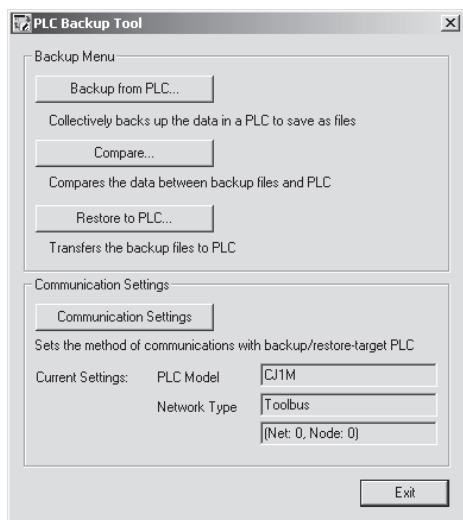 PLC Backup Tool
Backup Menu
Backup from PLC...
Collectively backs up the data in a PLC to save as files
Compare...
Compares the data between backup files and PLC
Restore to PLC...
Transfers the backup files to PLC
Communication Settings
Communication Settings
Sets the method of communications with backup/restore-target PLC
Current Settings: PLC Model CJ1M
Network Type Toolbus
(Net: 0, Node: 0)
Exit